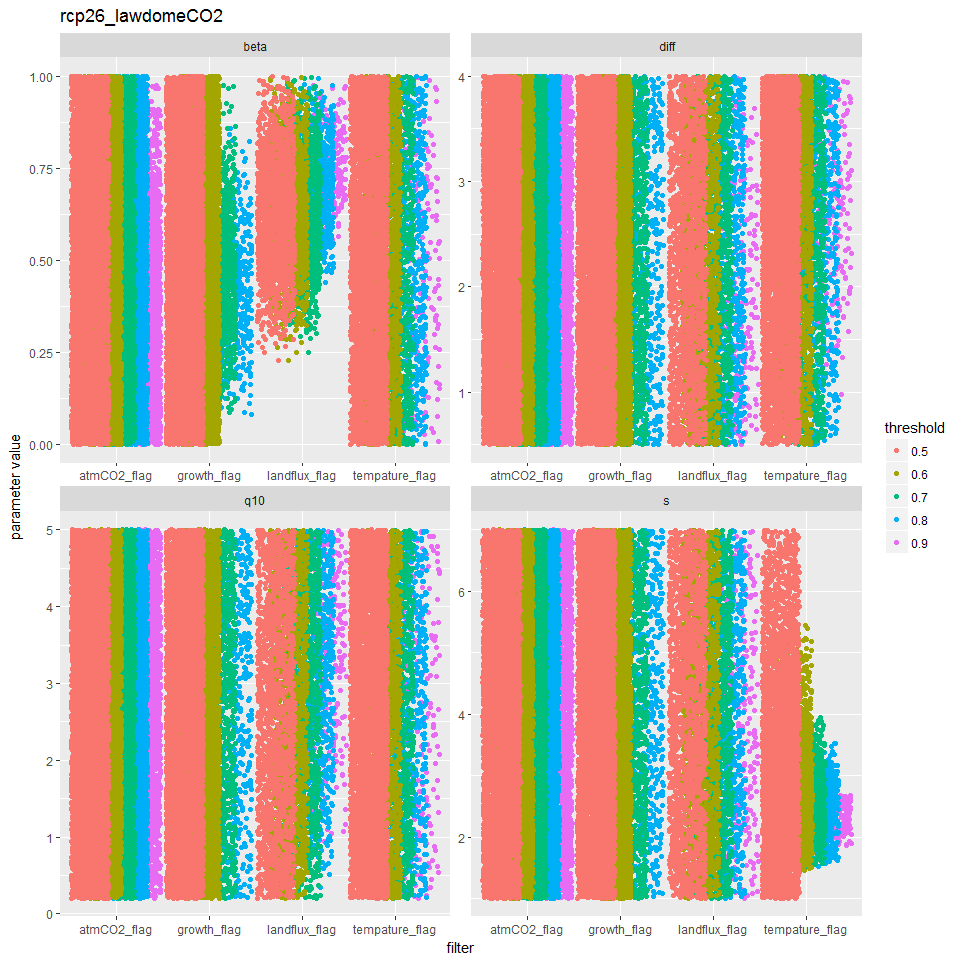 rcp26_lawdomeCO2
beta
diff
1.00
0.75
0.50
0.25
0.00
4
3
2
1
atmCO2_flag growth_flag landflux_flag tempature_flag
atmCO2_flag growth_flag landflux_flag tempature_flag
q10
s
5
4
3
2
1
0
6
4
2
atmCO2_flag growth_flag landflux_flag tempature_flag
atmCO2_flag growth_flag landflux_flag tempature_flag
parameter value
filter
threshold
0.5
0.6
0.7
0.8
0.9